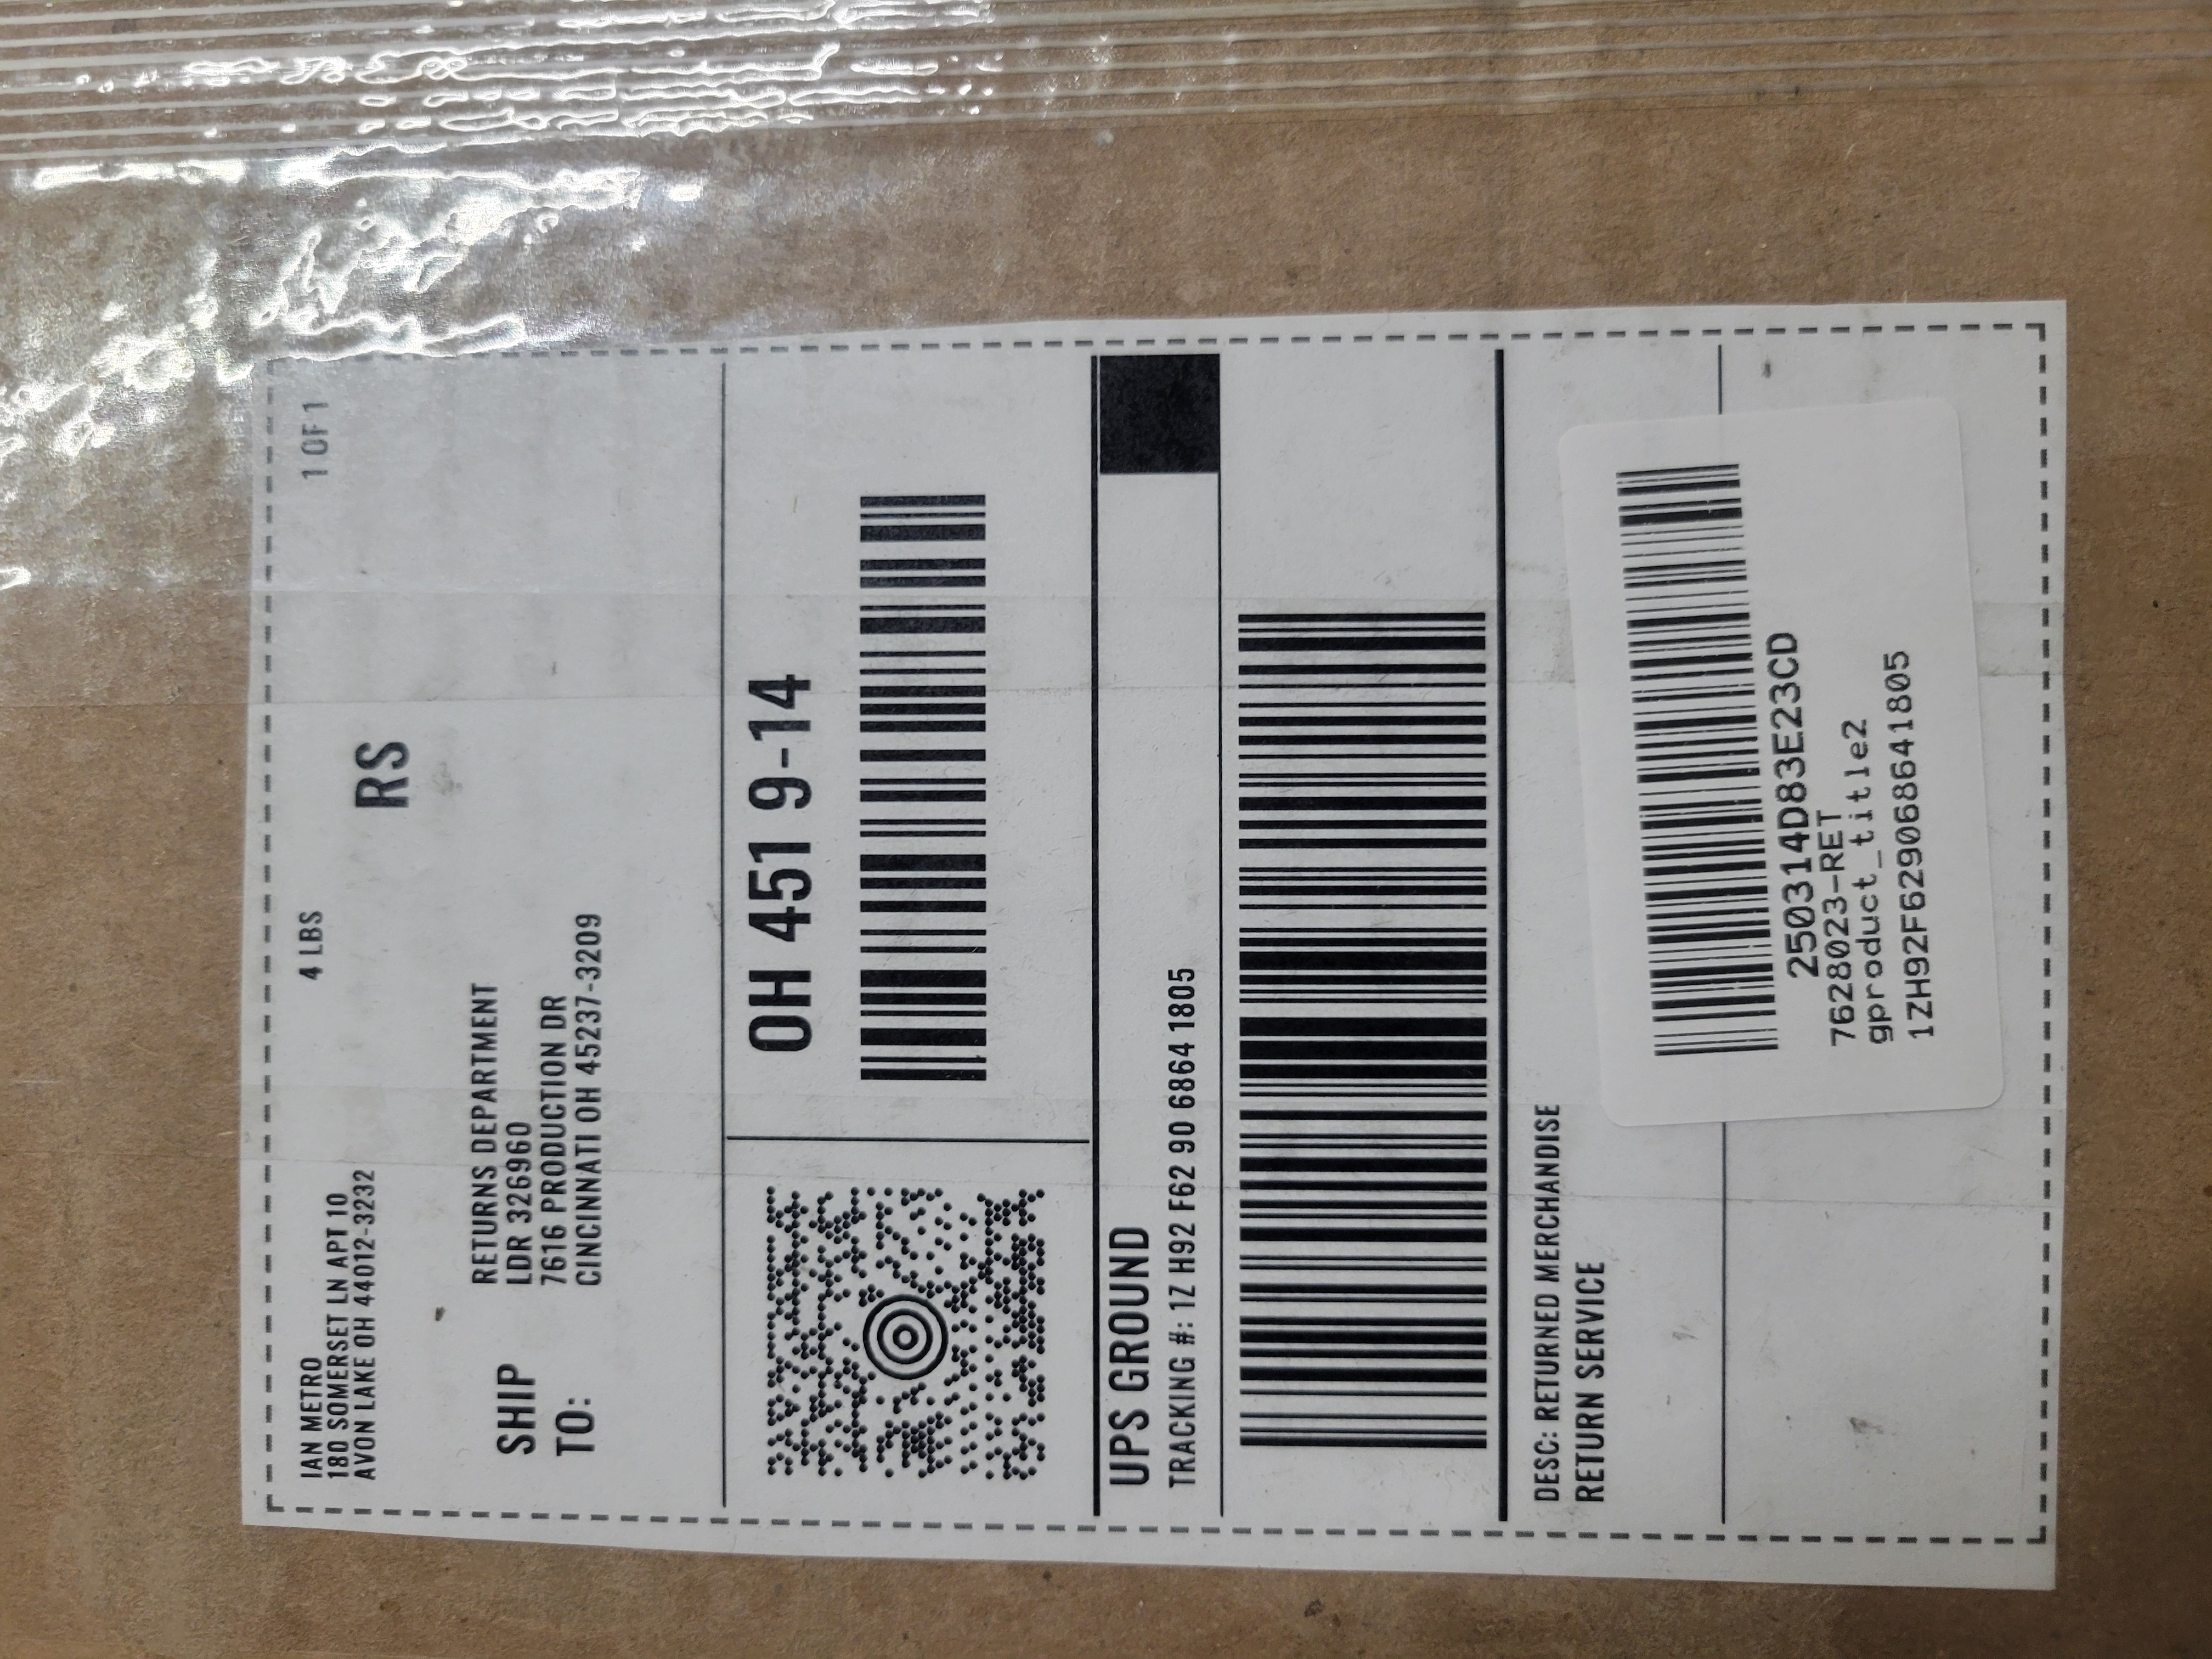 IAN METRO
180 SOMERSET LN APT 10
AVON LAKE OH 44012-3232
4 LBS
1 OF 1
RS
SHIP
TO:
RETURNS DEPARTMENT
LDR 326960
7616 PRODUCTION DR
CINCINNATI OH 45237-3209
OH 451 9-14
UPS GROUND
TRACKING #: 1Z H92 F62 90 6864 1805
DESC: RETURNED MERCHANDISE
RETURN SERVICE
250314D83E23CD
7628023-RET
gproduct_title2
1ZH92F629068641805